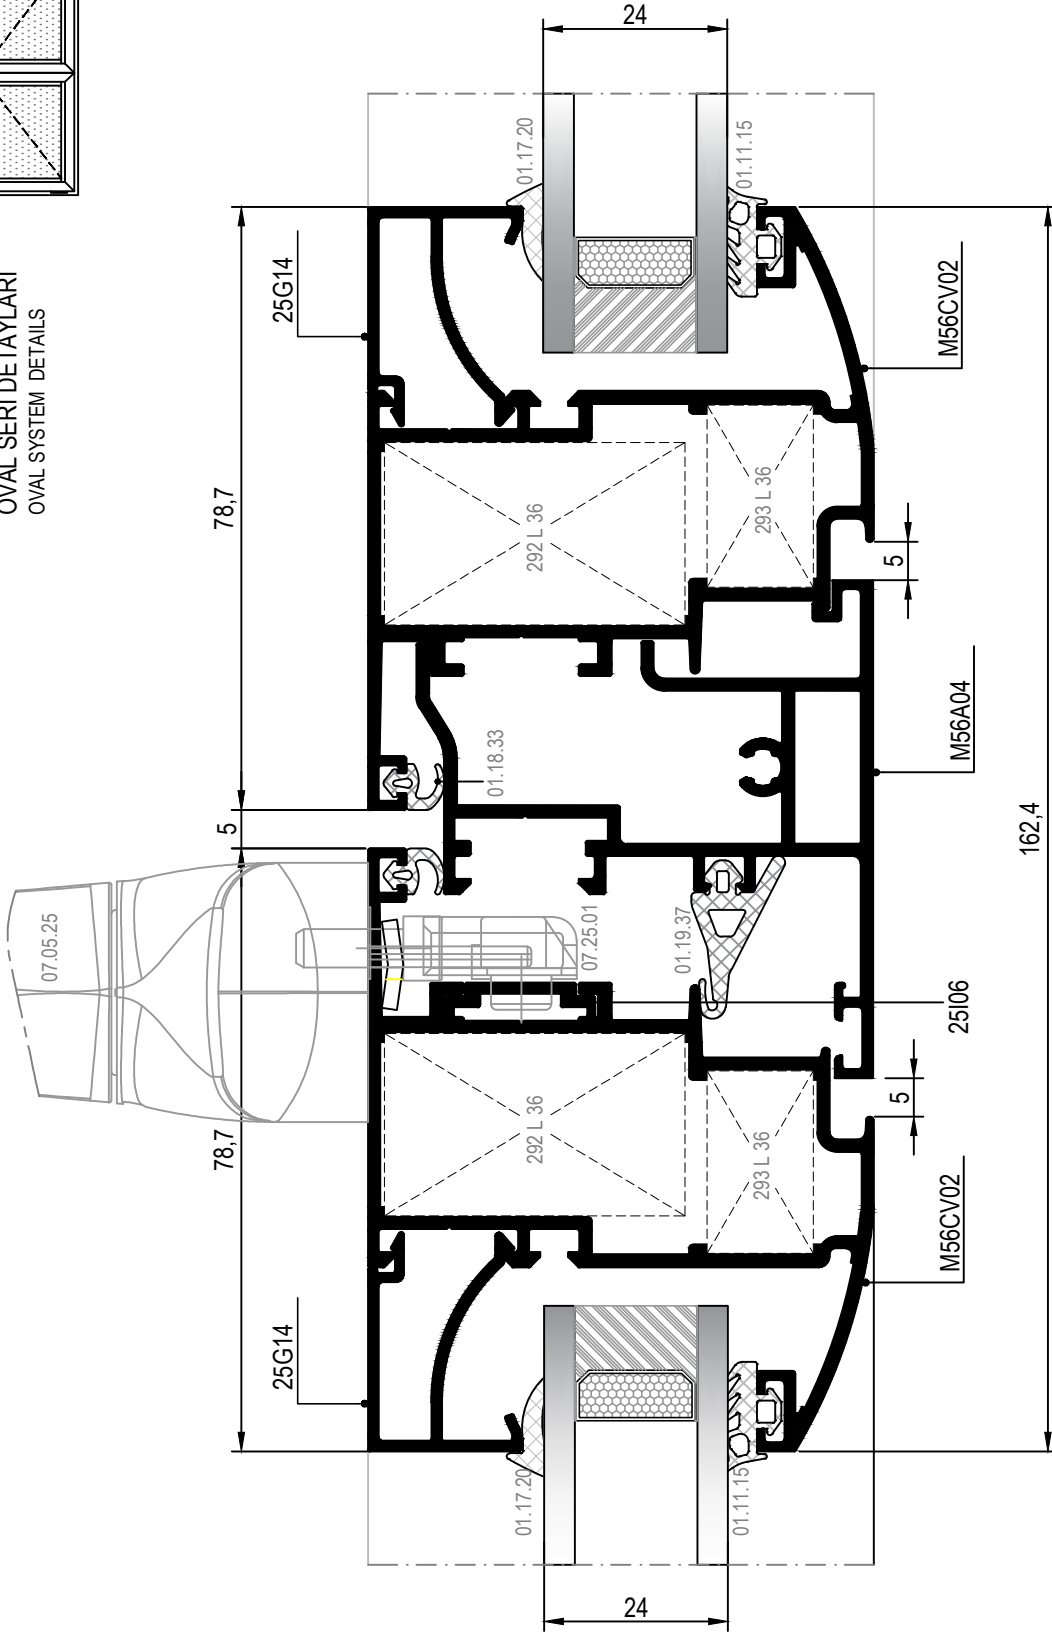 OVAL SERİ DETAYLARI
OVAL SYSTEM DETAILS
24
01.17.20
01.11.15
25G14
M56CV02
78,7
292 L 36
293 L 36
5
M56A04
01.18.33
5
162,4
07.05.25
07.25.01
01.19.37
25I06
5
78,7
292 L 36
293 L 36
M56CV02
25G14
01.17.20
01.11.15
24